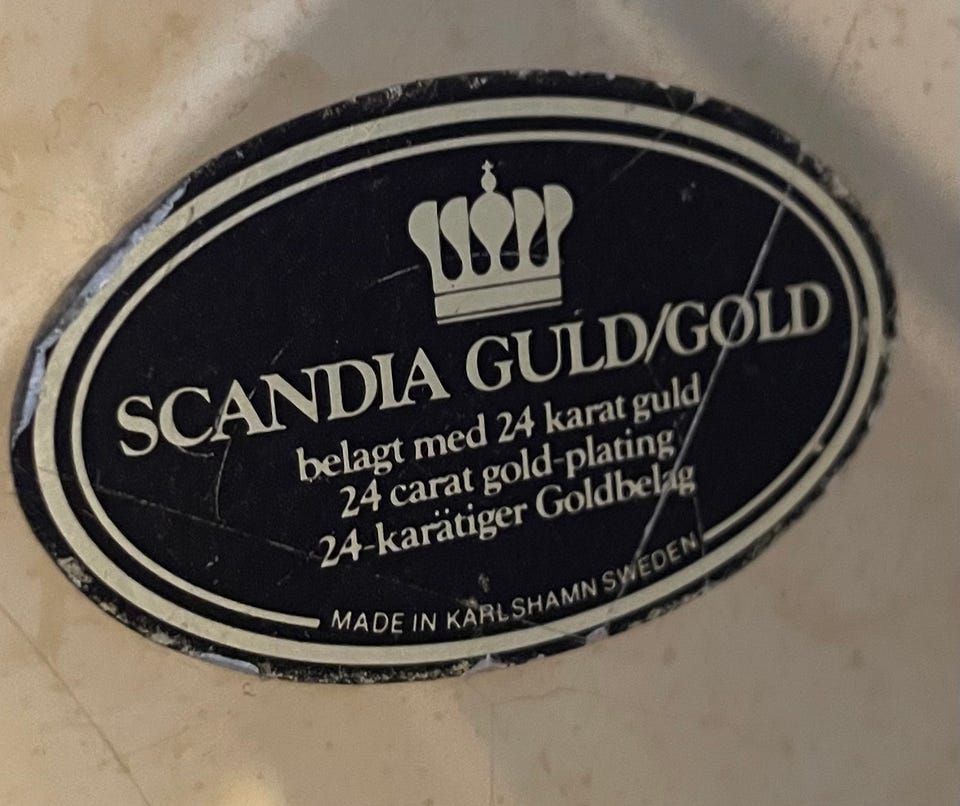 SCANDIA GULD/GOLD
belagt med 24 karat guld
24 carat gold-plating
24-karätiger Goldbelag
MADE IN KARLSHAMN SWEDEN